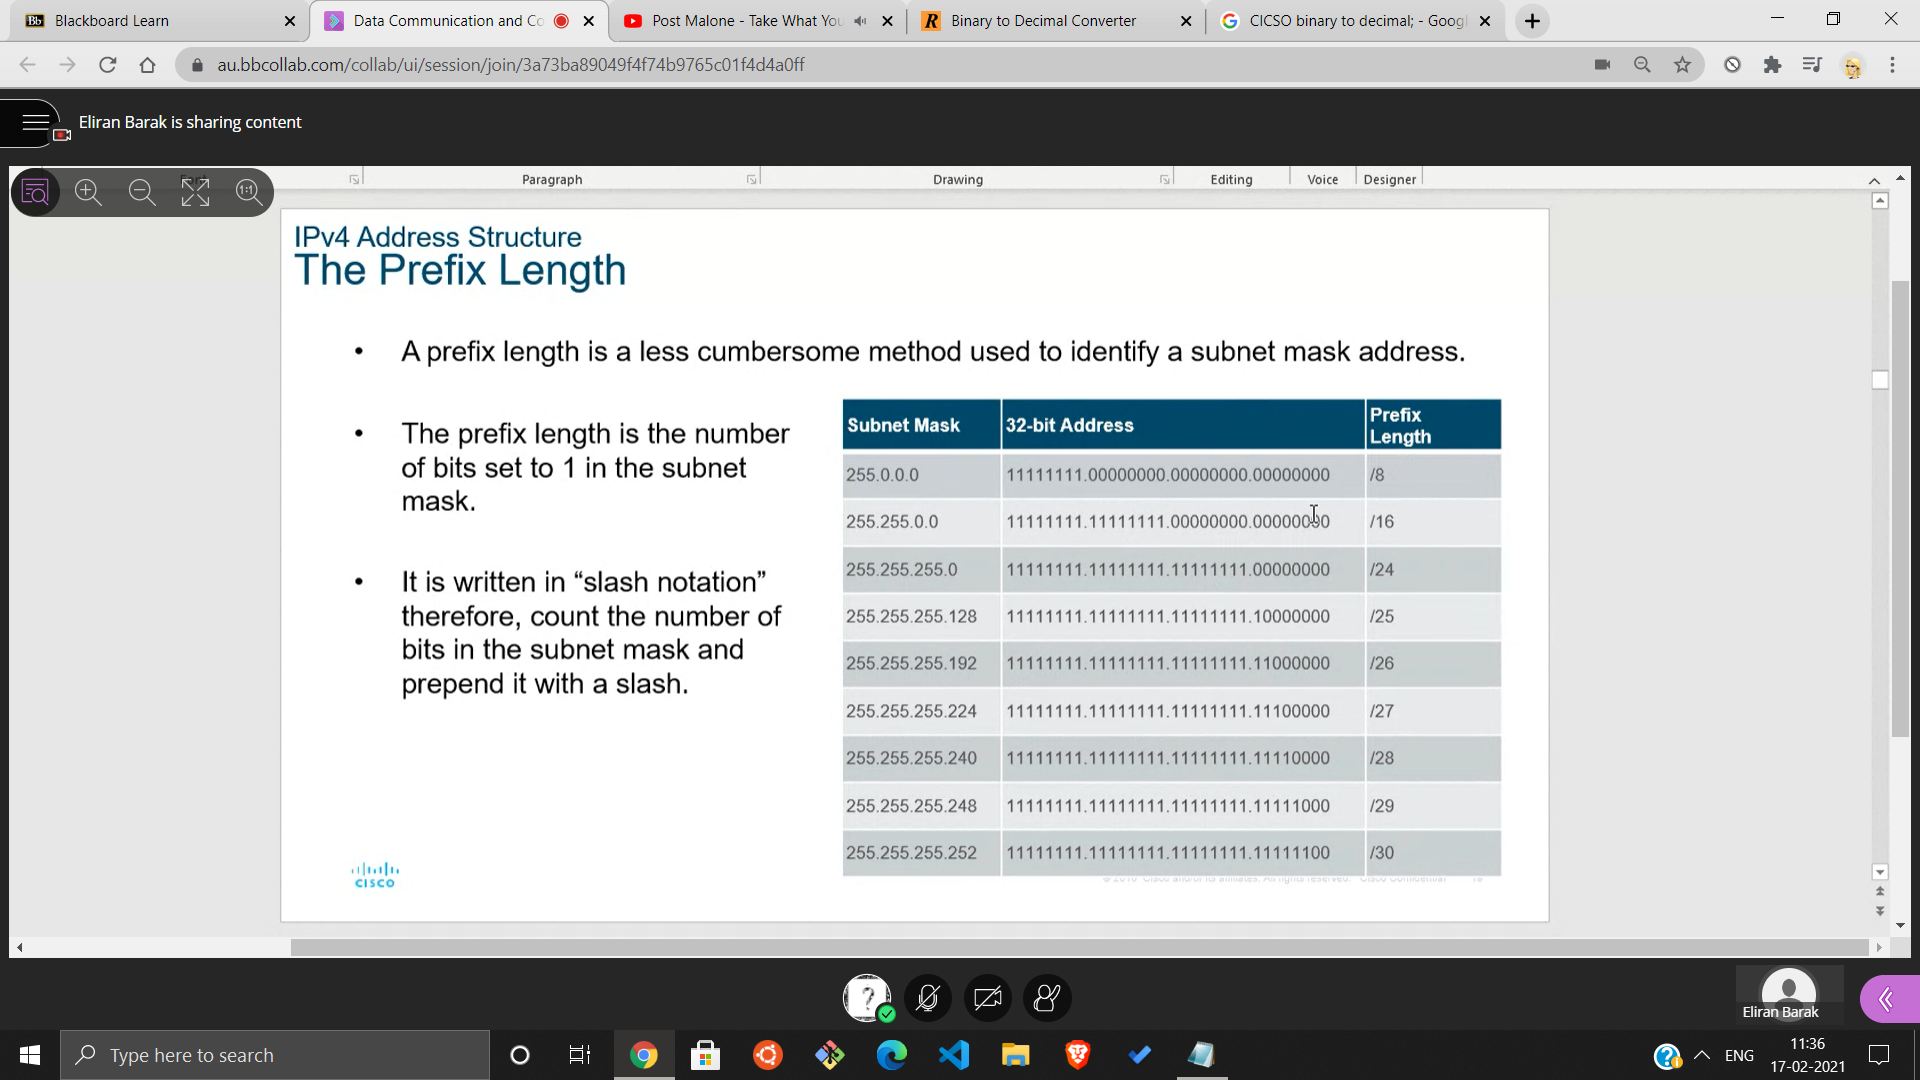 Blackboard Learn
Data Communication and Co
Post Malone - Take What You
Binary to Decimal Converter
CICSO binary to decimal; - Googl
au.bbcollab.com/collab/ui/session/join/3a73ba89049f4f74b9765c01f4d4a0ff
Eliran Barak is sharing content
Paragraph
Drawing
Editing
Voice
Designer
IPv4 Address Structure
The Prefix Length
• A prefix length is a less cumbersome method used to identify a subnet mask address.
• The prefix length is the number
of bits set to 1 in the subnet
mask.
• It is written in “slash notation”
therefore, count the number of
bits in the subnet mask and
prepend it with a slash.
Subnet Mask 32-bit Address Prefix Length
255.0.0.0 11111111.00000000.00000000.00000000 /8
255.255.0.0 11111111.11111111.00000000.00000000 /16
255.255.255.0 11111111.11111111.11111111.00000000 /24
255.255.255.128 11111111.11111111.11111111.10000000 /25
255.255.255.192 11111111.11111111.11111111.11000000 /26
255.255.255.224 11111111.11111111.11111111.11100000 /27
255.255.255.240 11111111.11111111.11111111.11110000 /28
255.255.255.248 11111111.11111111.11111111.11111000 /29
255.255.255.252 11111111.11111111.11111111.11111100 /30
CISCO
Eliran Barak
Type here to search
ENG
11:36
17-02-2021